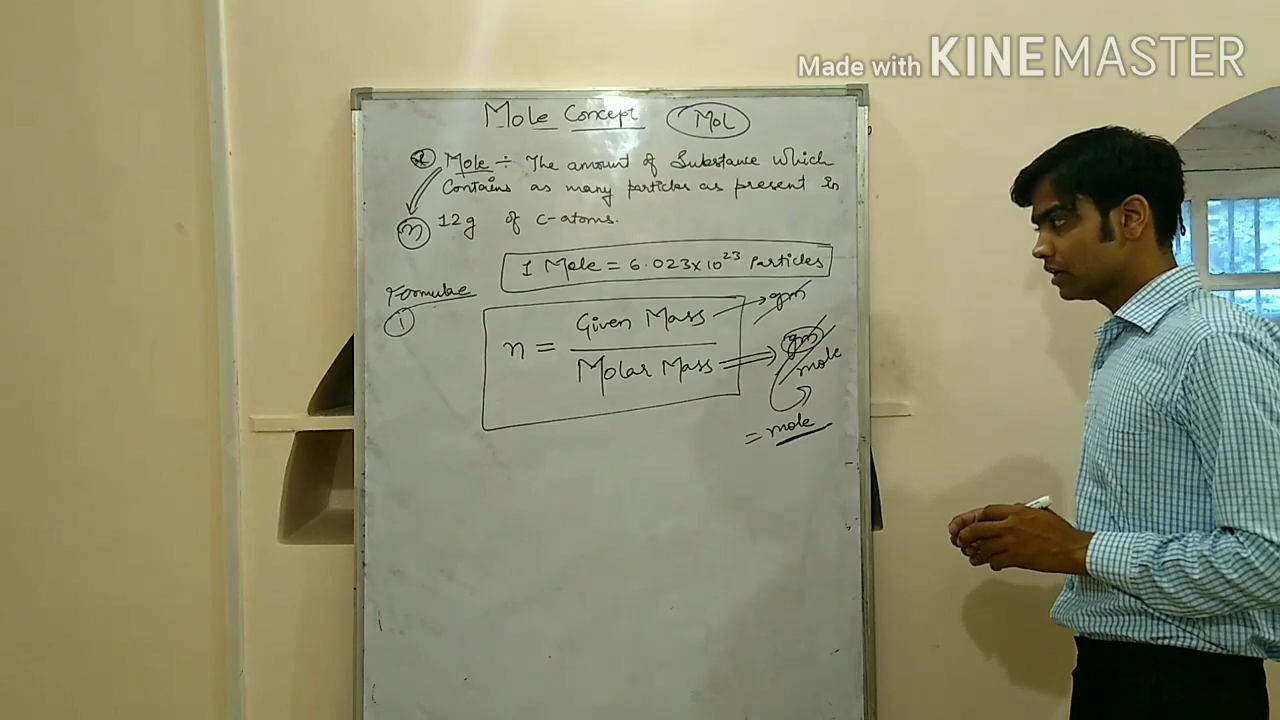 Made with KINEMASTER
Mole Concept Mol
Mole ÷ The amount of Substance which
Contains as many particles as present in
n 12g of C-atoms.
1 Mole = 6.023×10²³ Particles
Formulae
1
n = Given Mass / Molar Mass
gm
gm
mole
= mole